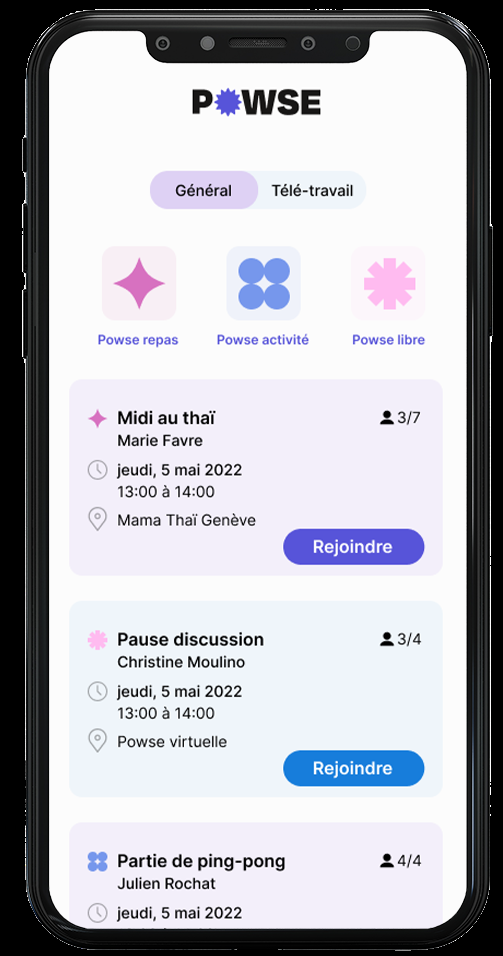 POWSE
Général Télé-travail
Powse repas Powse activité Powse libre
Midi au thaï 3/7
Marie Favre
jeudi, 5 mai 2022
13:00 à 14:00
Mama Thaï Genève
Rejoindre
Pause discussion 3/4
Christine Moulino
jeudi, 5 mai 2022
13:00 à 14:00
Powse virtuelle
Rejoindre
Partie de ping-pong 4/4
Julien Rochat
jeudi, 5 mai 2022